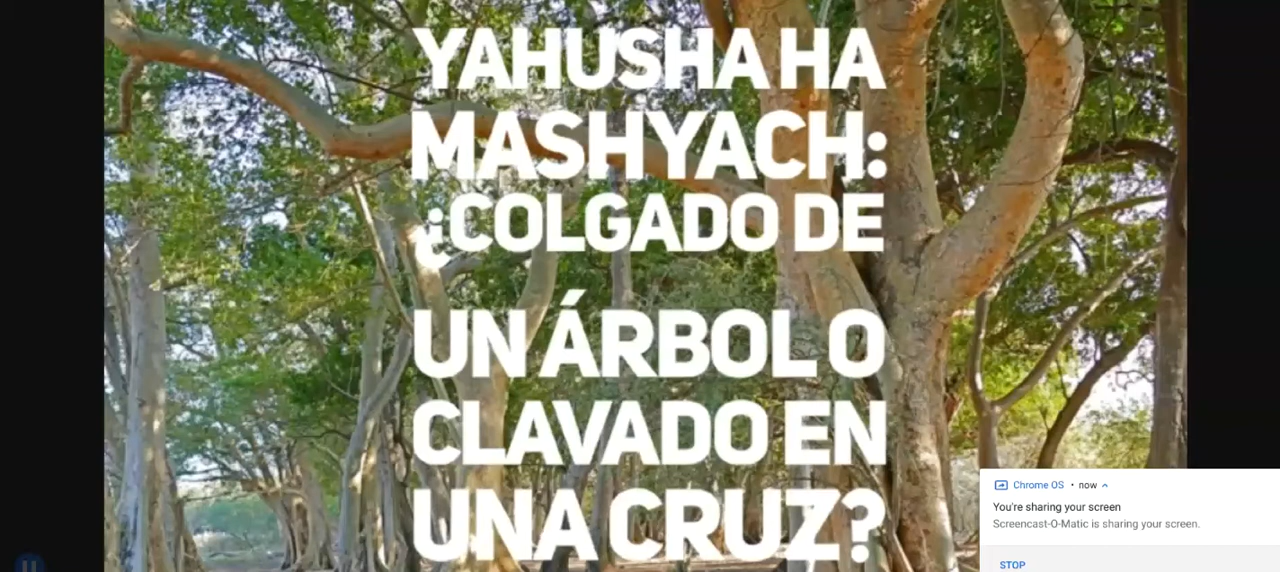 YAHUSHA HA
MASHYACH:
¿COLGADO DE
UN ÁRBOL O
CLAVADO EN
UNA CRUZ?
Chrome OS • now
You're sharing your screen
Screencast-O-Matic is sharing your screen.
STOP